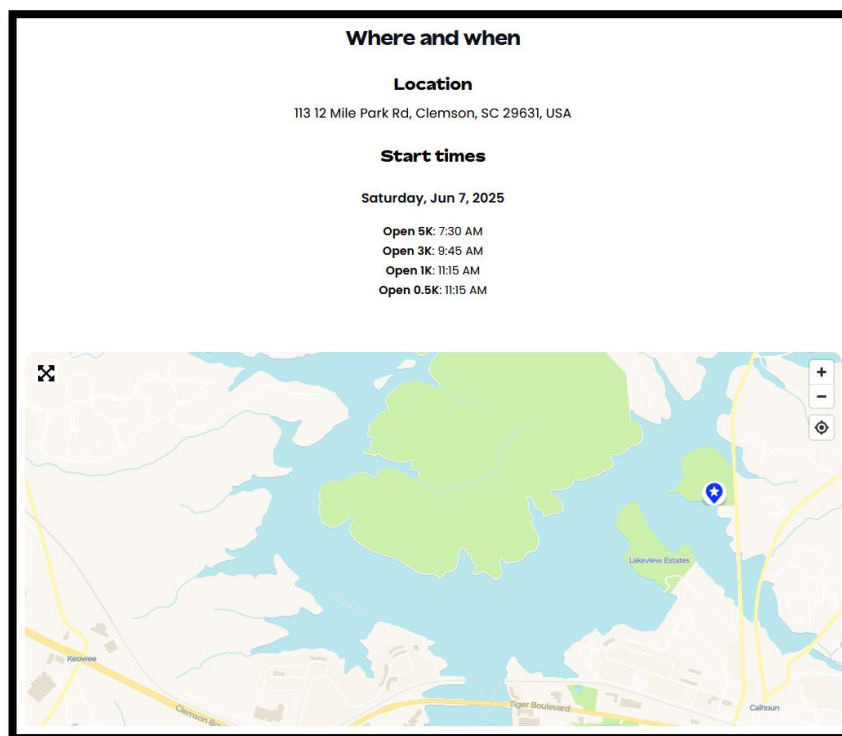 Where and when
Location
113 12 Mile Park Rd, Clemson, SC 29631, USA
Start times
Saturday, Jun 7, 2025
Open 5K: 7:30 AM
Open 3K: 9:45 AM
Open 1K: 11:15 AM
Open 0.5K: 11:15 AM
+
−
Lakeview Estates
Keowee
Clemson
Tiger Boulevard
Calhoun